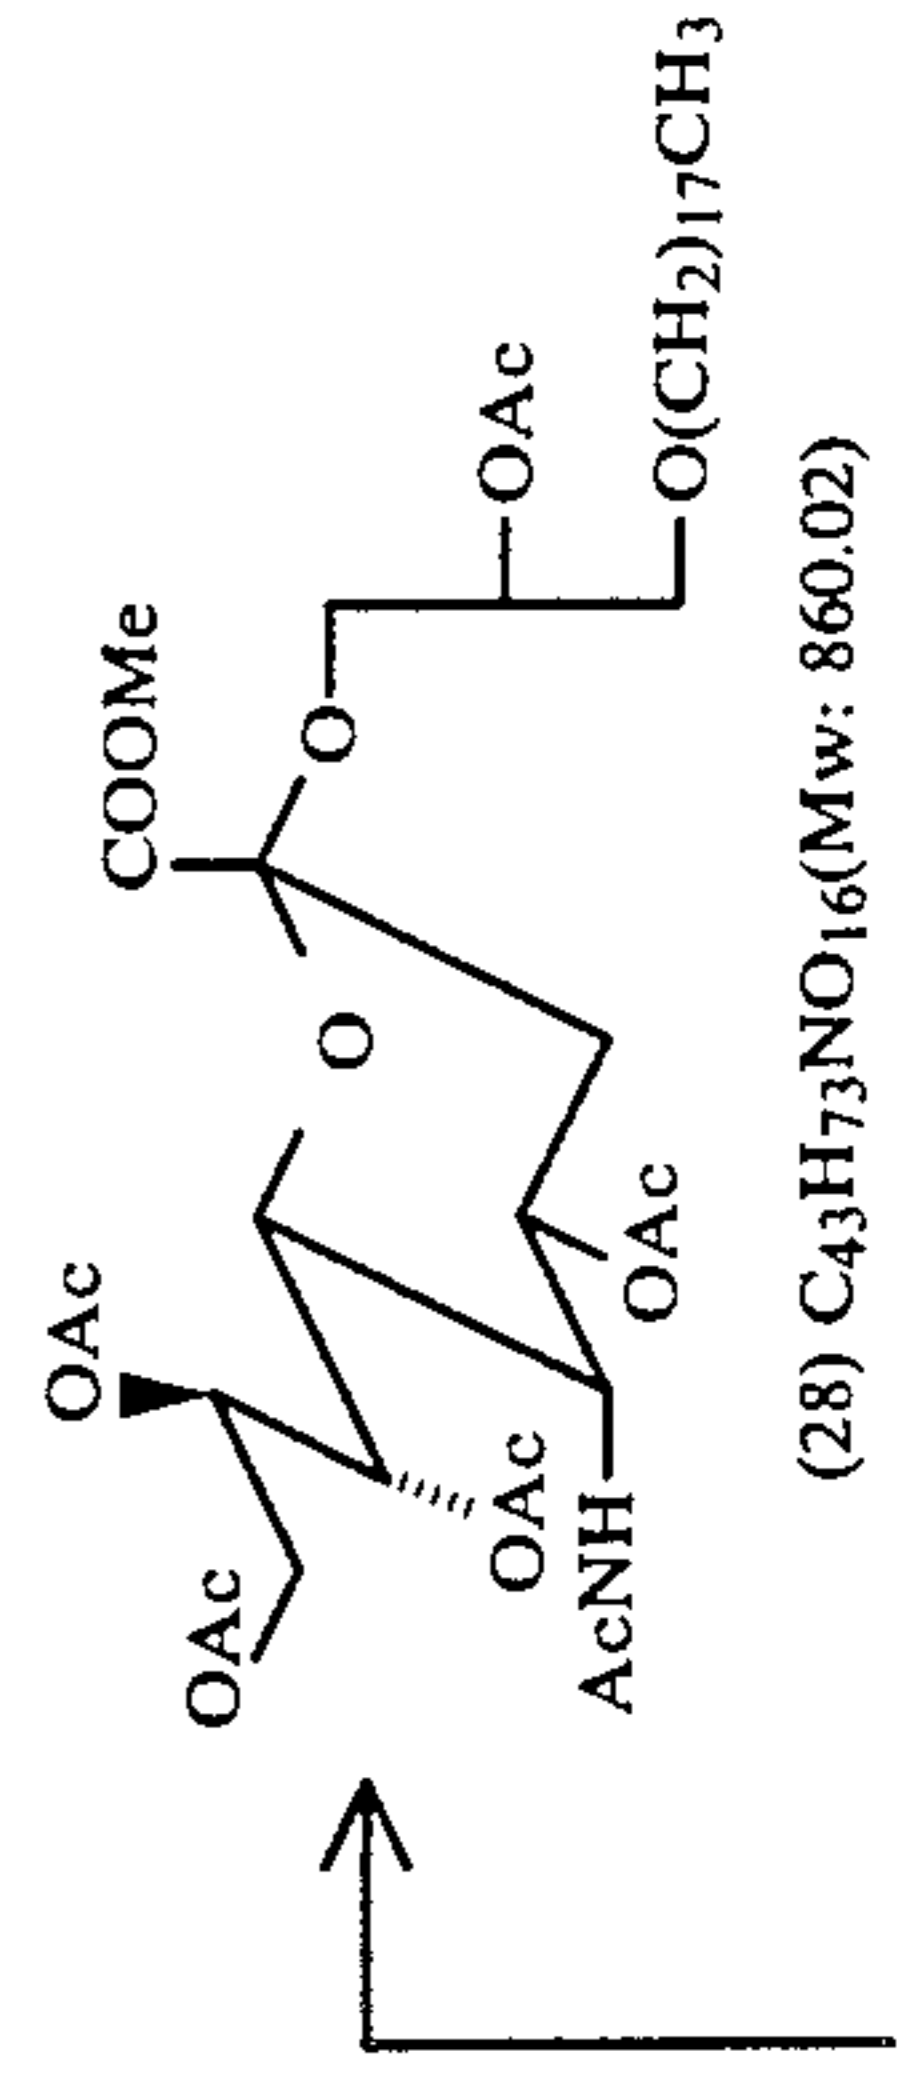 COOMe
OAc
OAc
O
O
OAc
OAc
OAc
AcNH
O(CH2)17CH3
(28) C43H73NO16(Mw: 860.02)